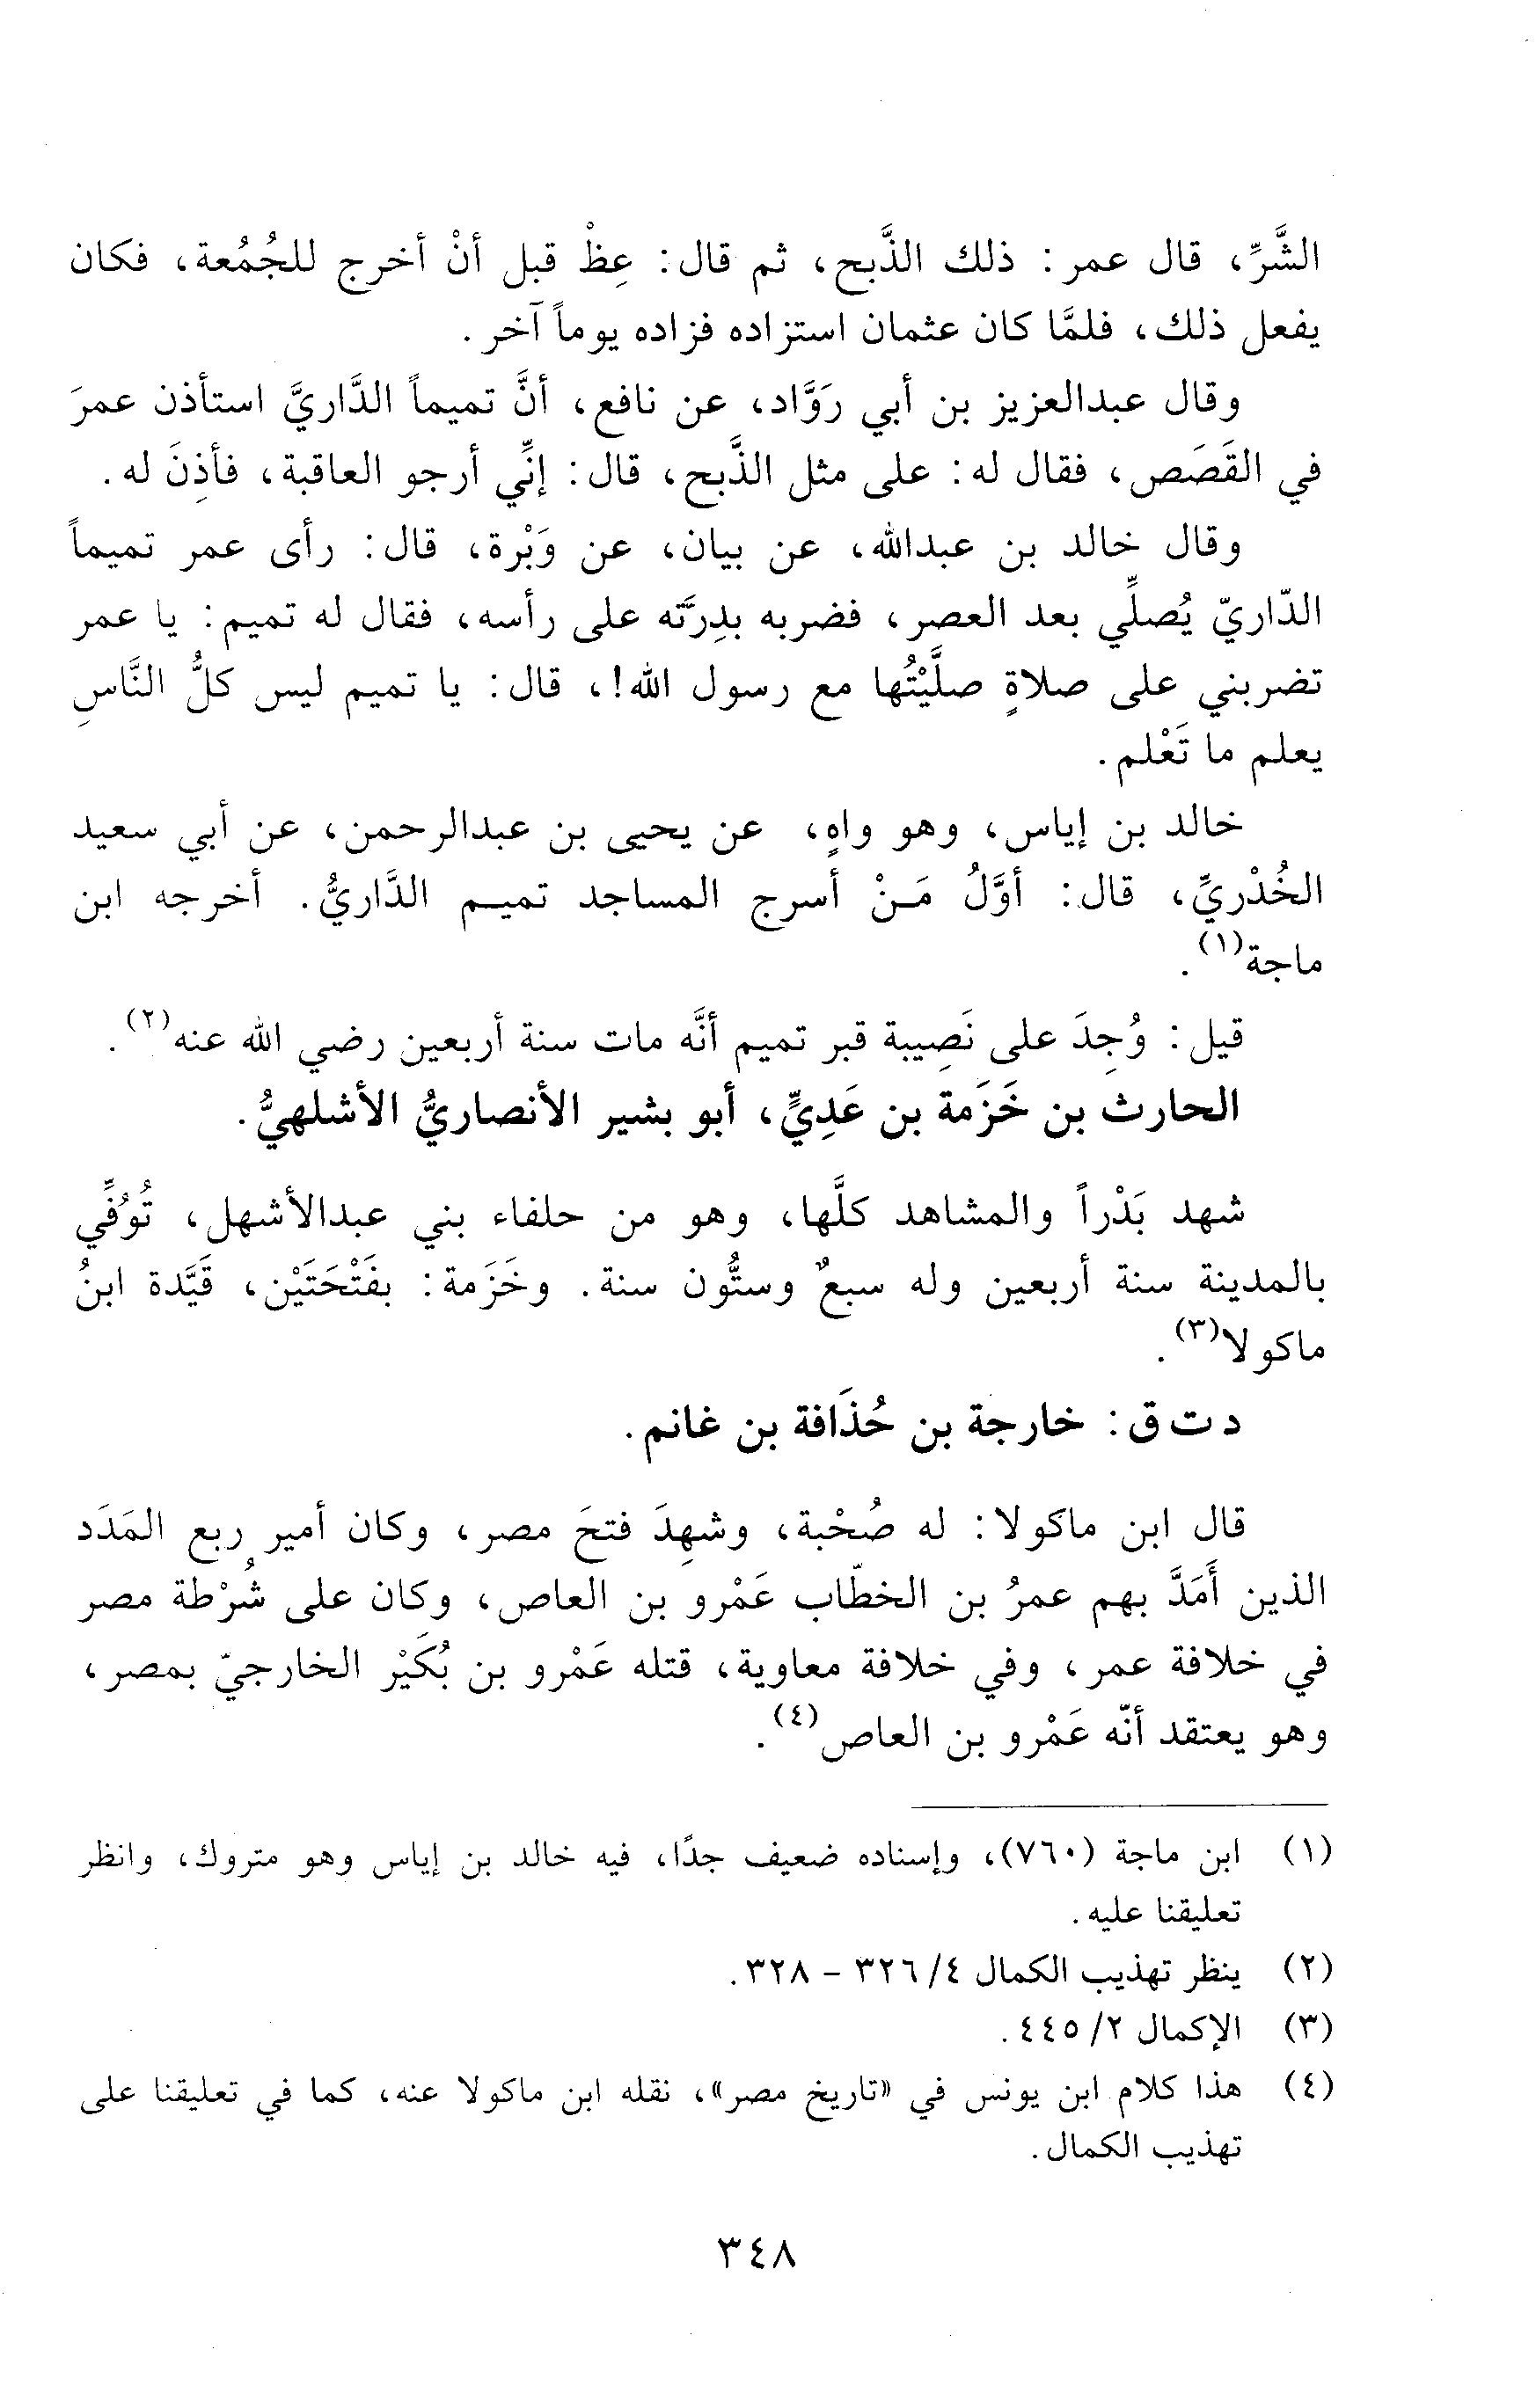 الشَّرِّ، قال عمر: ذلك الذَّبح، ثم قال: عِظْ قبل أنْ أخرج للجُمُعة، فكان
يفعل ذلك، فلمَّا كان عثمان استزاده فزاده يوماً آخر.
وقال عبدالعزيز بن أبي رَوَّاد، عن نافع، أنَّ تميماً الدَّاريَّ استأذن عمرَ
في القَصَص، فقال له: على مثل الذَّبح، قال: إنِّي أرجو العاقبة، فأذِنَ له.
وقال خالد بن عبدالله، عن بيان، عن وَبْرة، قال: رأى عمر تميماً
الدّاريّ يُصلِّي بعد العصر، فضربه بدِرَّته على رأسه، فقال له تميم: يا عمر
تضربني على صلاةٍ صلَّيْتُها مع رسول الله!، قال: يا تميم ليس كلُّ النَّاسِ
يعلم ما تَعْلم.
خالد بن إياس، وهو واهٍ، عن يحيى بن عبدالرحمن، عن أبي سعيد
الخُدْريِّ، قال: أوَّلُ مَنْ أسرج المساجد تميم الدَّاريُّ. أخرجه ابن
ماجة(١).
قيل: وُجِدَ على نَصِيبة قبر تميم أنَّه مات سنة أربعين رضي الله عنه(٢).
الحارث بن خَزَمة بن عَدِيٍّ، أبو بشير الأنصاريُّ الأشلهيُّ.
شهد بَدْراً والمشاهد كلَّها، وهو من حلفاء بني عبدالأشهل، تُوُفِّي
بالمدينة سنة أربعين وله سبعٌ وستُّون سنة. وخَزَمة: بفَتْحَتَيْن، قَيَّدة ابنُ
ماكولا(٣).
د ت ق: خارجة بن حُذَافة بن غانم.
قال ابن ماكولا: له صُحْبة، وشهِدَ فتحَ مصر، وكان أمير ربع المَدَد
الذين أَمَدَّ بهم عمرُ بن الخطّاب عَمْرو بن العاص، وكان على شُرْطة مصر
في خلافة عمر، وفي خلافة معاوية، قتله عَمْرو بن بُكَيْر الخارجيّ بمصر،
وهو يعتقد أنّه عَمْرو بن العاص(٤).
(١) ابن ماجة (٧٦٠)، وإسناده ضعيف جدًا، فيه خالد بن إياس وهو متروك، وانظر
تعليقنا عليه.
(٢) ينظر تهذيب الكمال ٤/ ٣٢٦ - ٣٢٨.
(٣) الإكمال ٢/ ٤٤٥.
(٤) هذا كلام ابن يونس في «تاريخ مصر»، نقله ابن ماكولا عنه، كما في تعليقنا على
تهذيب الكمال.
٣٤٨